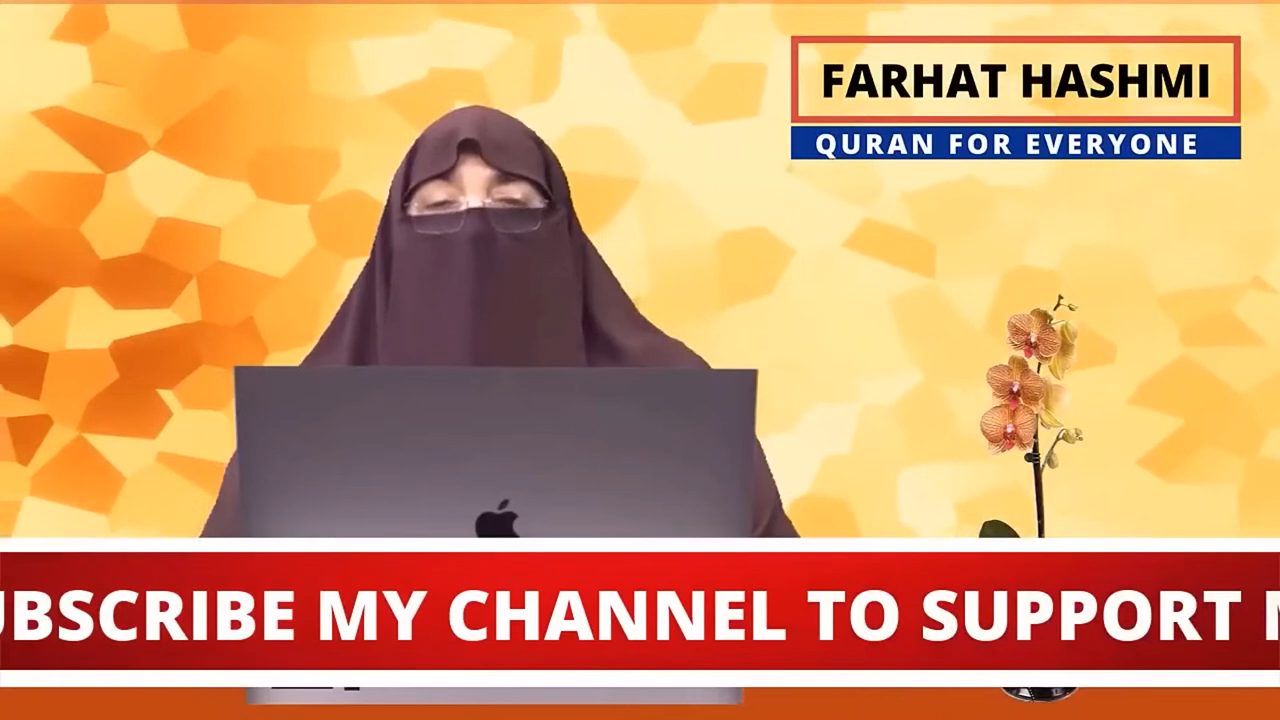 FARHAT HASHMI
QURAN FOR EVERYONE
UBSCRIBE MY CHANNEL TO SUPPORT